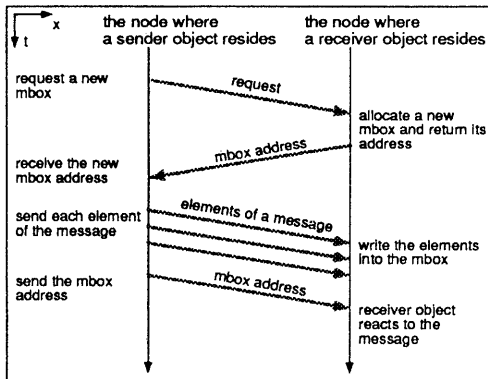 x
t
the node where
a sender object resides
the node where
a receiver object resides
request a new
mbox
request
allocate a new
mbox and return its
address
mbox address
receive the new
mbox address
send each element
of the message
elements of a message
write the elements
into the mbox
send the mbox
address
mbox address
receiver object
reacts to the
message